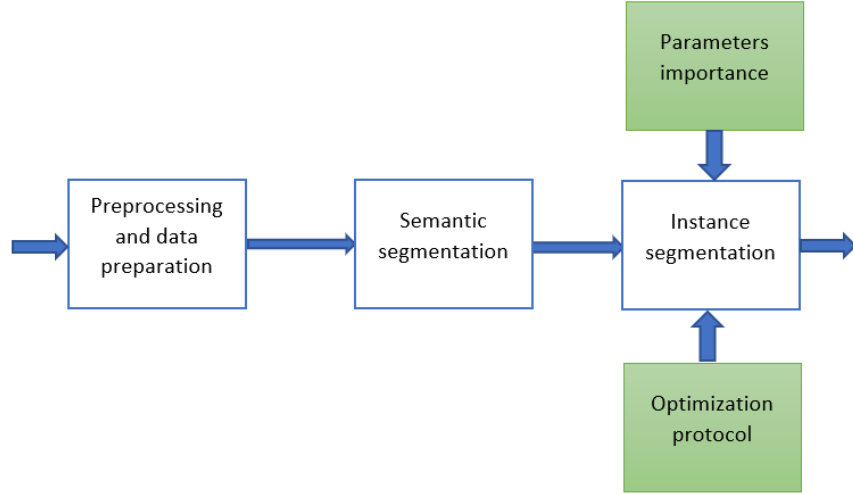 Parameters
importance
Preprocessing
and data
preparation
Semantic
segmentation
Instance
segmentation
Optimization
protocol